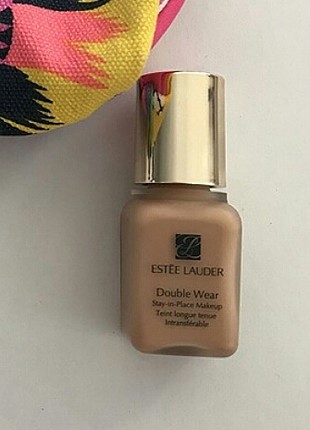 ESTĒE LAUDER
Double Wear
Stay-in-Place Makeup
Teint longue tenue
Intransférable